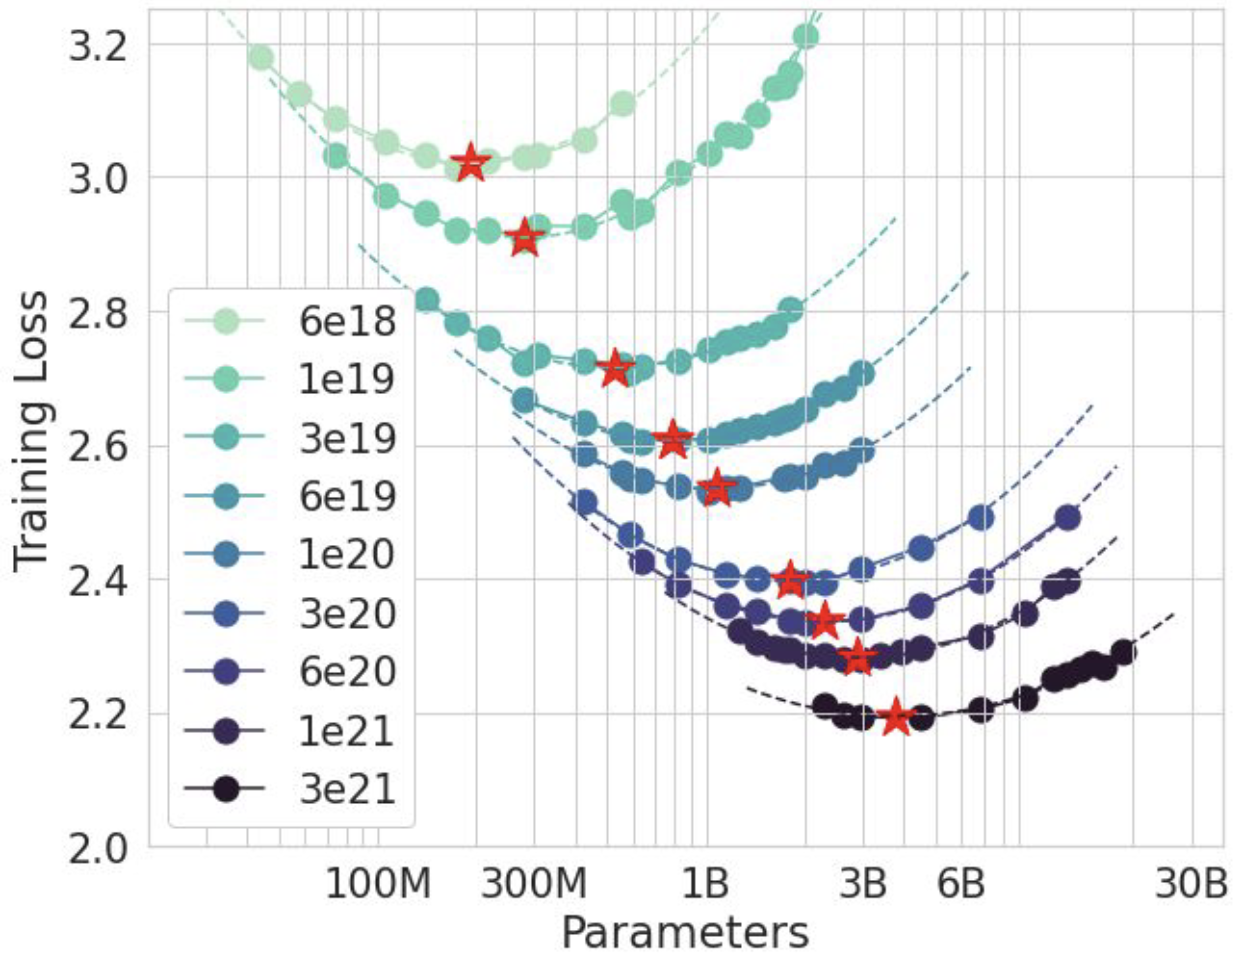 3.2
3.0
2.8
2.6
2.4
2.2
2.0
Training Loss
6e18
1e19
3e19
6e19
1e20
3e20
6e20
1e21
3e21
100M 300M 1B 3B 6B 30B
Parameters